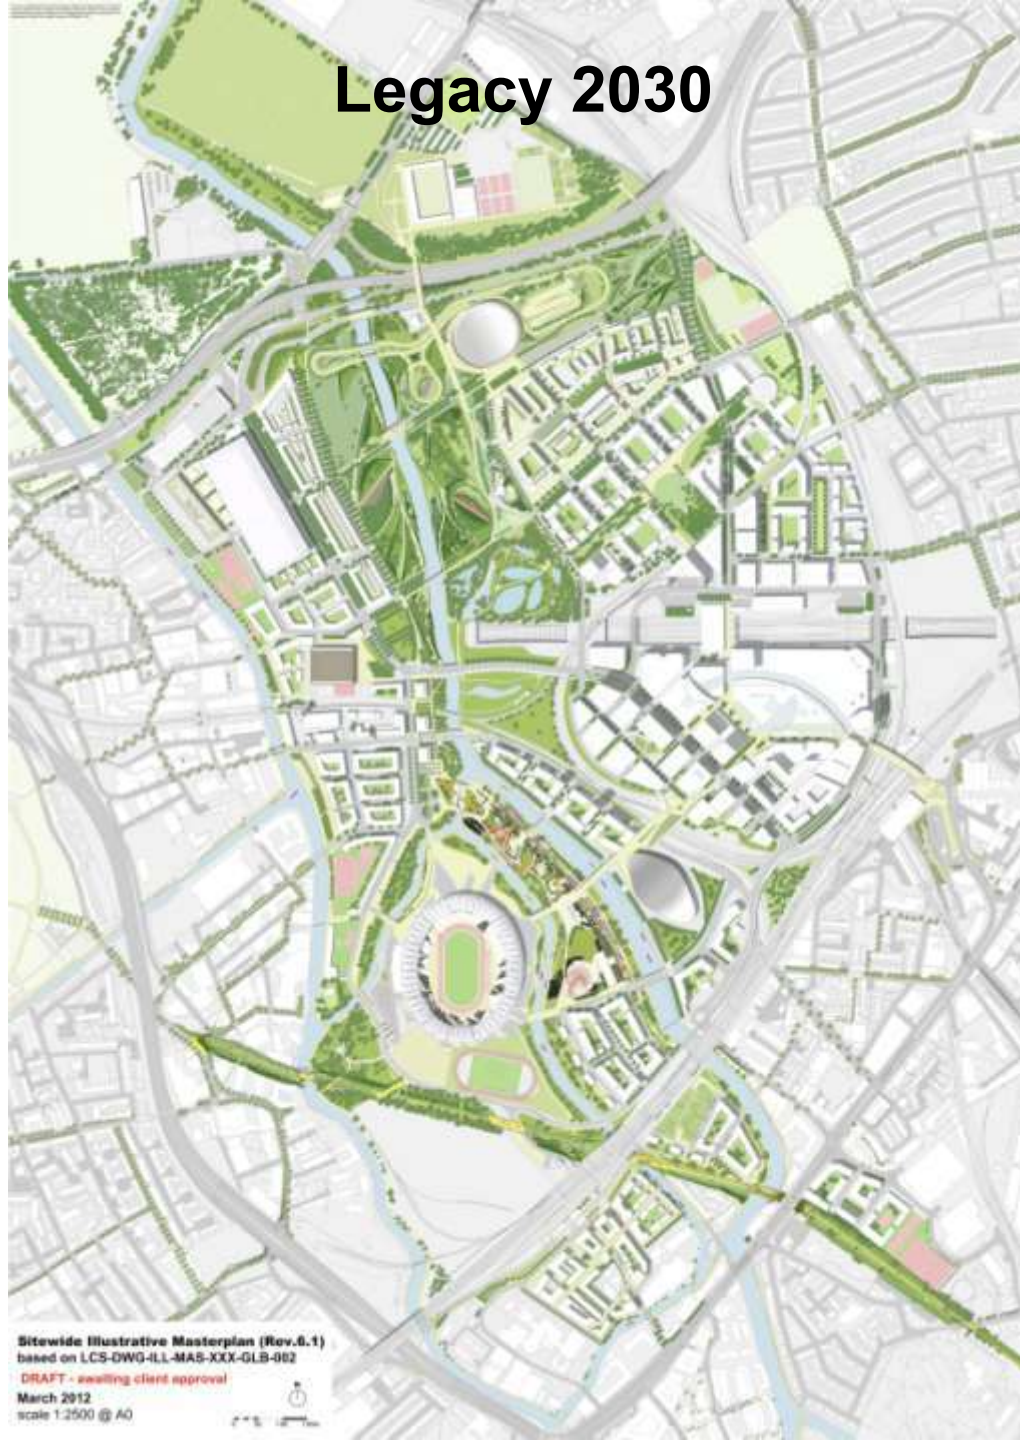 Legacy 2030
Sitewide Illustrative Masterplan (Rev.6.1)
based on LCS-DWG-ILL-MAS-XXX-GLB-002
DRAFT - awaiting client approval
March 2012
scale 1:2500 @ A0